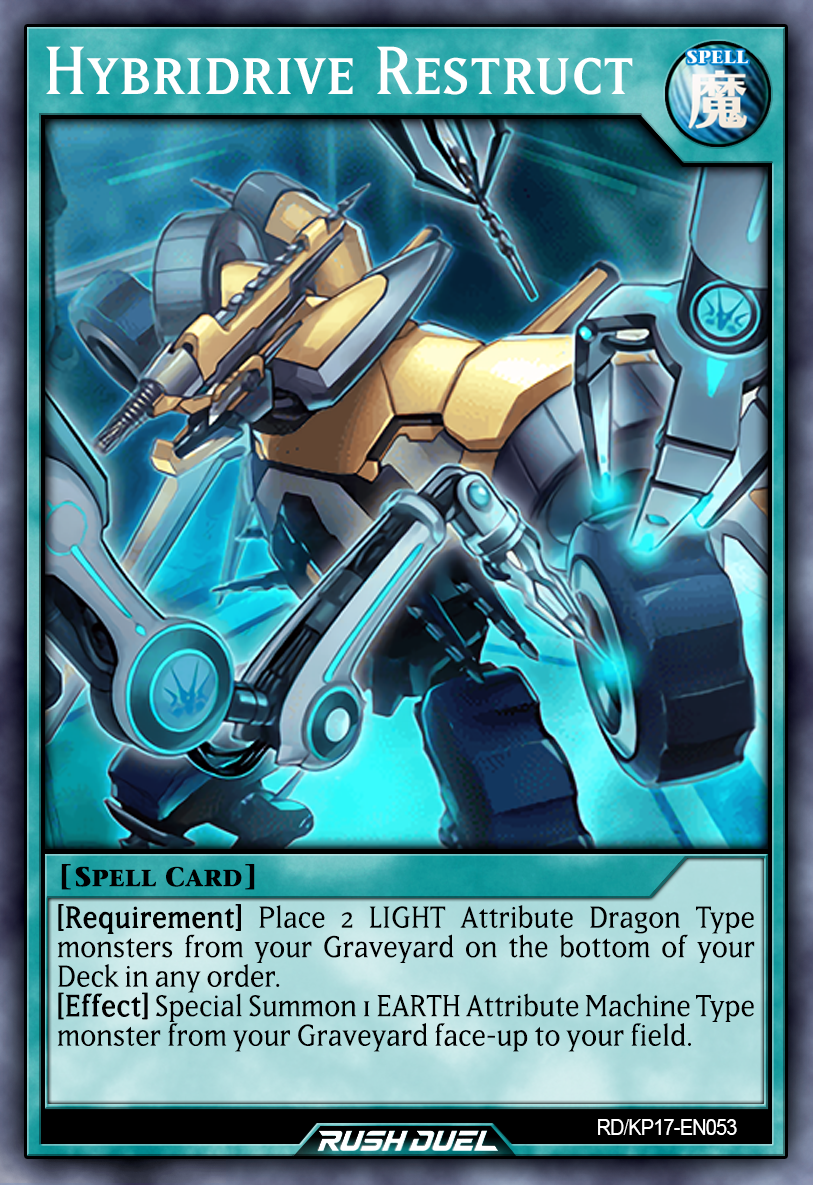 Hybridrive Restruct
SPELL
魔
[Spell Card]
[Requirement] Place 2 LIGHT Attribute Dragon Type
monsters from your Graveyard on the bottom of your
Deck in any order.
[Effect] Special Summon 1 EARTH Attribute Machine Type
monster from your Graveyard face-up to your field.
RD/KP17-EN053
RUSH DUEL